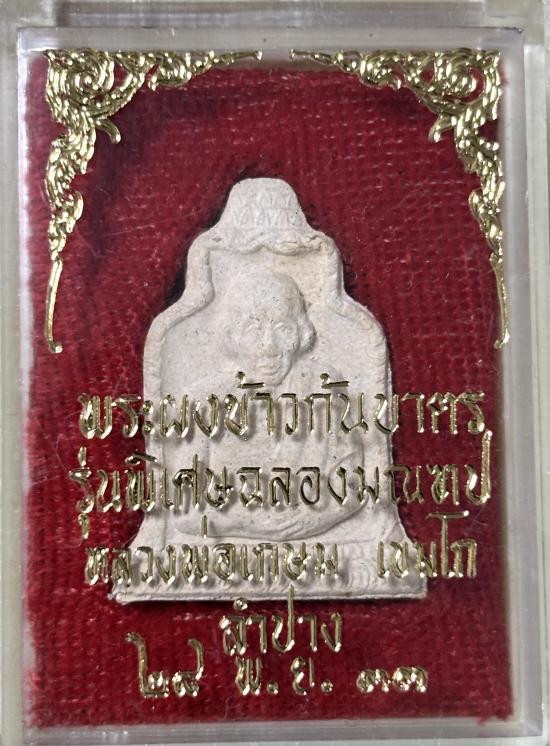 พระผงข้าวก้นบาตร
รุ่นพิเศษฉลองมณฑป
หลวงพ่อเกษม เขมโก
ลำปาง
๒๘ พ.ย. ๓๓